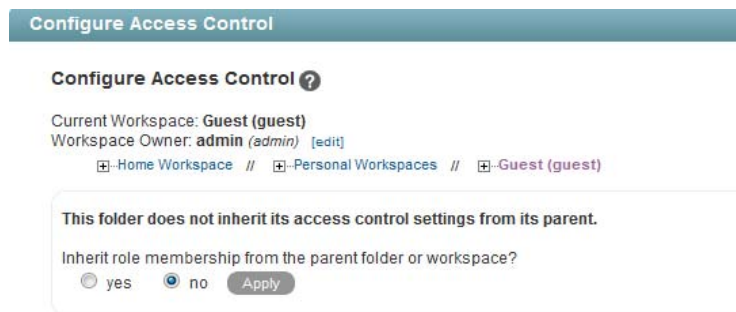 Configure Access Control
Configure Access Control ?
Current Workspace: Guest (guest)
Workspace Owner: admin (admin) [edit]
Home Workspace // Personal Workspaces // Guest (guest)
This folder does not inherit its access control settings from its parent.
Inherit role membership from the parent folder or workspace?
yes no Apply